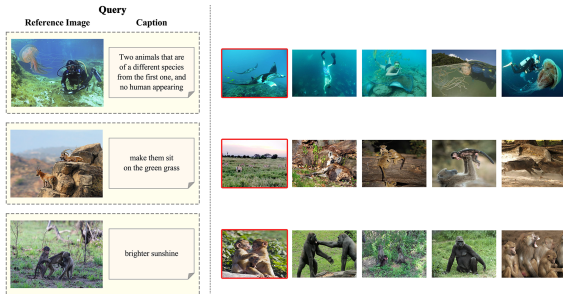 Query
Reference Image
Caption
Two animals that are
of a different species
from the first one, and
no human appearing
make them sit
on the green grass
brighter sunshine